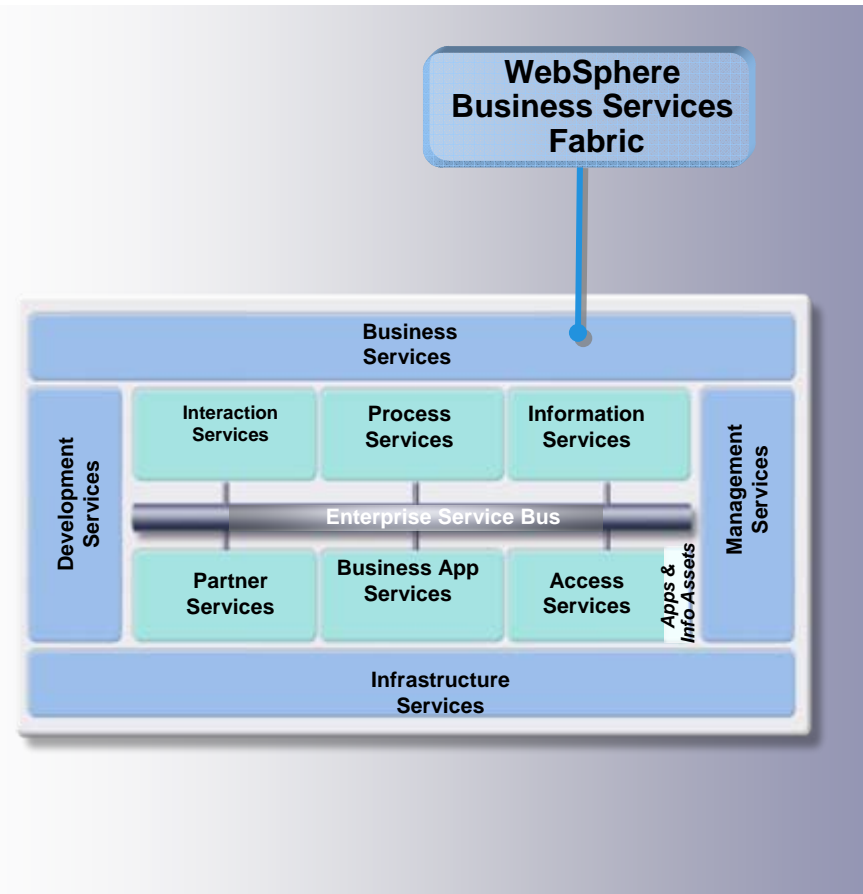 WebSphere
Business Services
Fabric
Business
Services
Development
Services
Interaction
Services
Process
Services
Information
Services
Management
Services
Enterprise Service Bus
Partner
Services
Business App
Services
Access
Services
Apps &
Info Assets
Infrastructure
Services